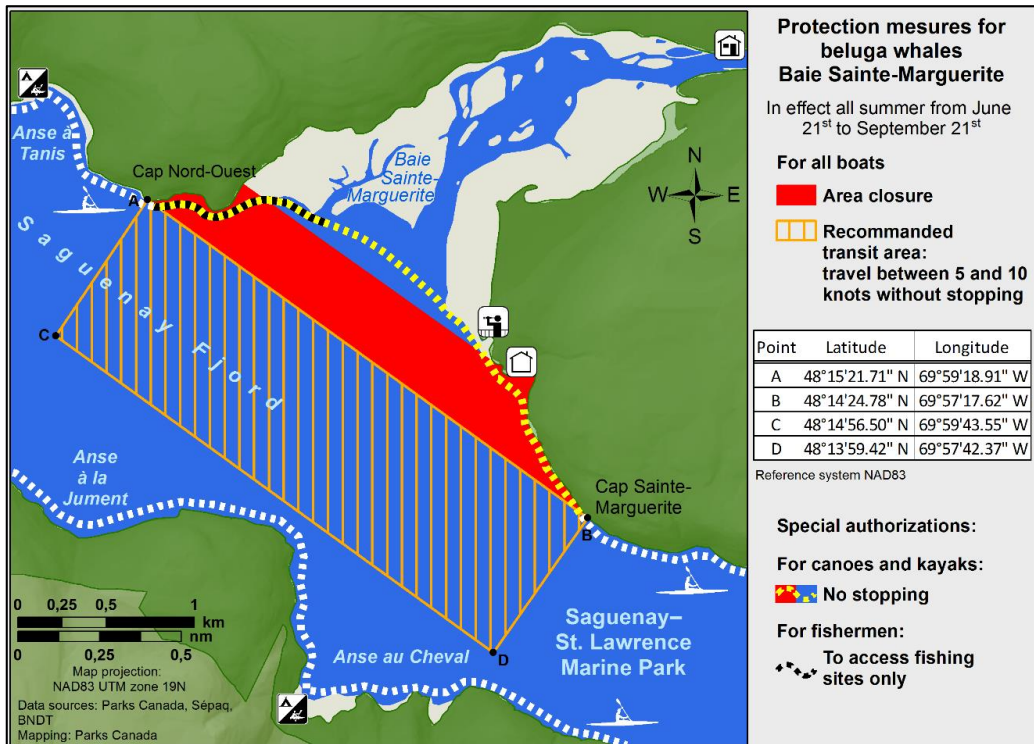 Protection mesures for
beluga whales
Baie Sainte-Marguerite
In effect all summer from June
21st to September 21st
For all boats
Area closure
Recommanded
transit area:
travel between 5 and 10
knots without stopping
Point Latitude Longitude
A 48°15'21.71" N 69°59'18.91" W
B 48°14'24.78" N 69°57'17.62" W
C 48°14'56.50" N 69°59'43.55" W
D 48°13'59.42" N 69°57'42.37" W
Reference system NAD83
Special authorizations:
For canoes and kayaks:
No stopping
For fishermen:
To access fishing
sites only
Anse à
Tanis
Cap Nord-Ouest
Baie
Sainte-
Marguerite
N
W E
S
A
Saguenay Fjord
C
Anse
à la
Jument
Cap Sainte-
Marguerite
B
Saguenay–
St. Lawrence
Marine Park
D
Anse au Cheval
0 0,25 0,5 1
km
nm
0 0,25 0,5
Map projection:
NAD83 UTM zone 19N
Data sources: Parks Canada, Sépaq,
BNDT
Mapping: Parks Canada